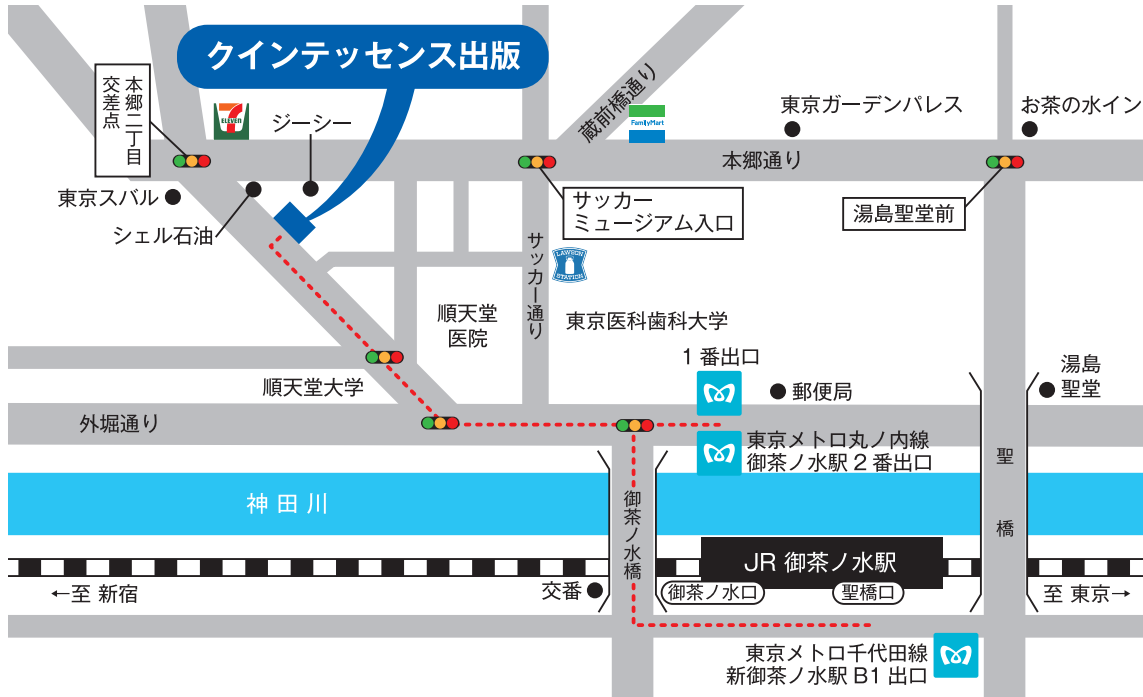 クインテッセンス出版
本郷二丁目
交差点
ELEVEN
ジーシー
蔵前橋通り
FamilyMart
東京ガーデンパレス
お茶の水イン
本郷通り
東京スバル
シェル石油
サッカー
ミュージアム入口
湯島聖堂前
サッカー通り
LAWSON
STATION
順天堂
医院
東京医科歯科大学
1番出口
順天堂大学
郵便局
湯島
聖堂
外堀通り
東京メトロ丸ノ内線
御茶ノ水駅2番出口
聖橋
神田川
御茶ノ水橋
JR 御茶ノ水駅
←至 新宿
交番
御茶ノ水口
聖橋口
至 東京→
東京メトロ千代田線
新御茶ノ水駅 B1 出口